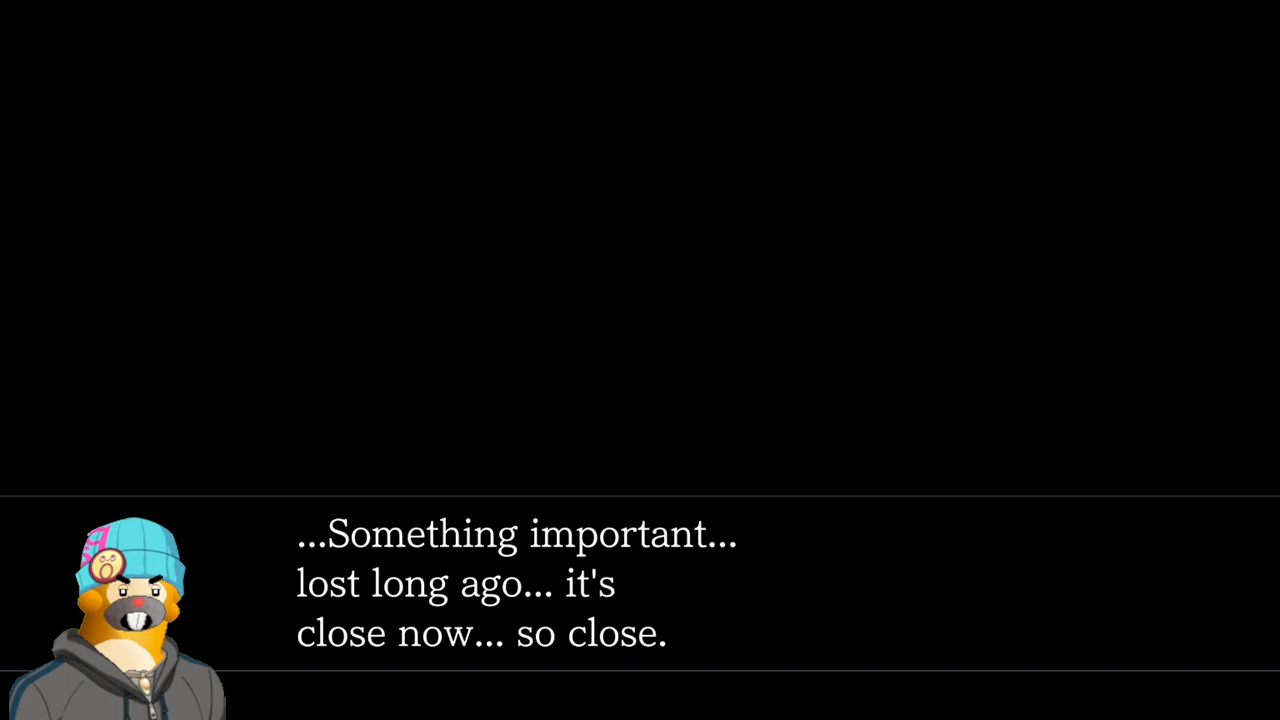 ...Something important...
lost long ago... it's
close now... so close.